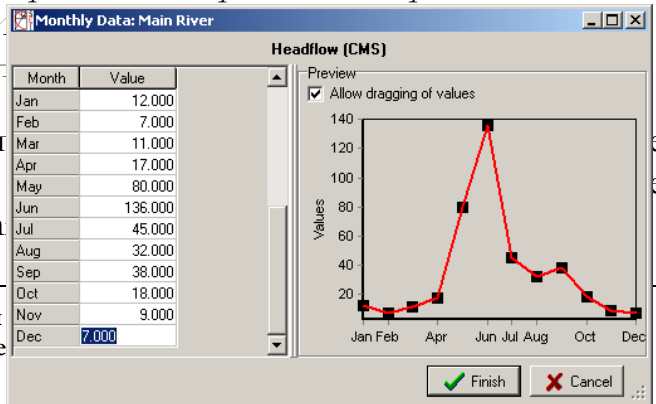 Monthly Data: Main River
Headflow (CMS)
Month Value
Jan 12.000
Feb 7.000
Mar 11.000
Apr 17.000
May 80.000
Jun 136.000
Jul 45.000
Aug 32.000
Sep 38.000
Oct 18.000
Nov 9.000
Dec 7.000
Preview
Allow dragging of values
140
120
100
80
60
40
20
Values
Jan Feb Apr Jun Jul Aug Oct Dec
Finish Cancel